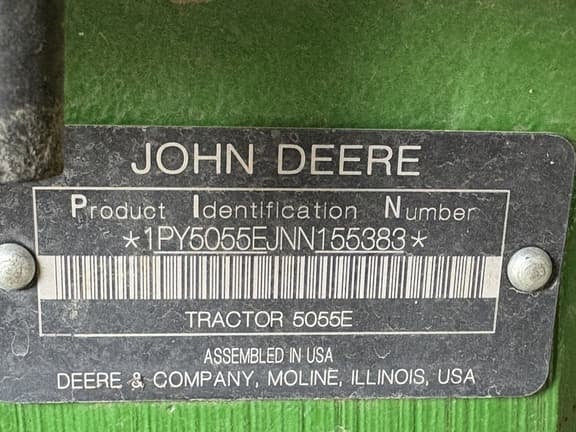 JOHN DEERE
Product Identification Number
*1PY5055EJNN155383*
TRACTOR 5055E
ASSEMBLED IN USA
DEERE & COMPANY, MOLINE, ILLINOIS, USA